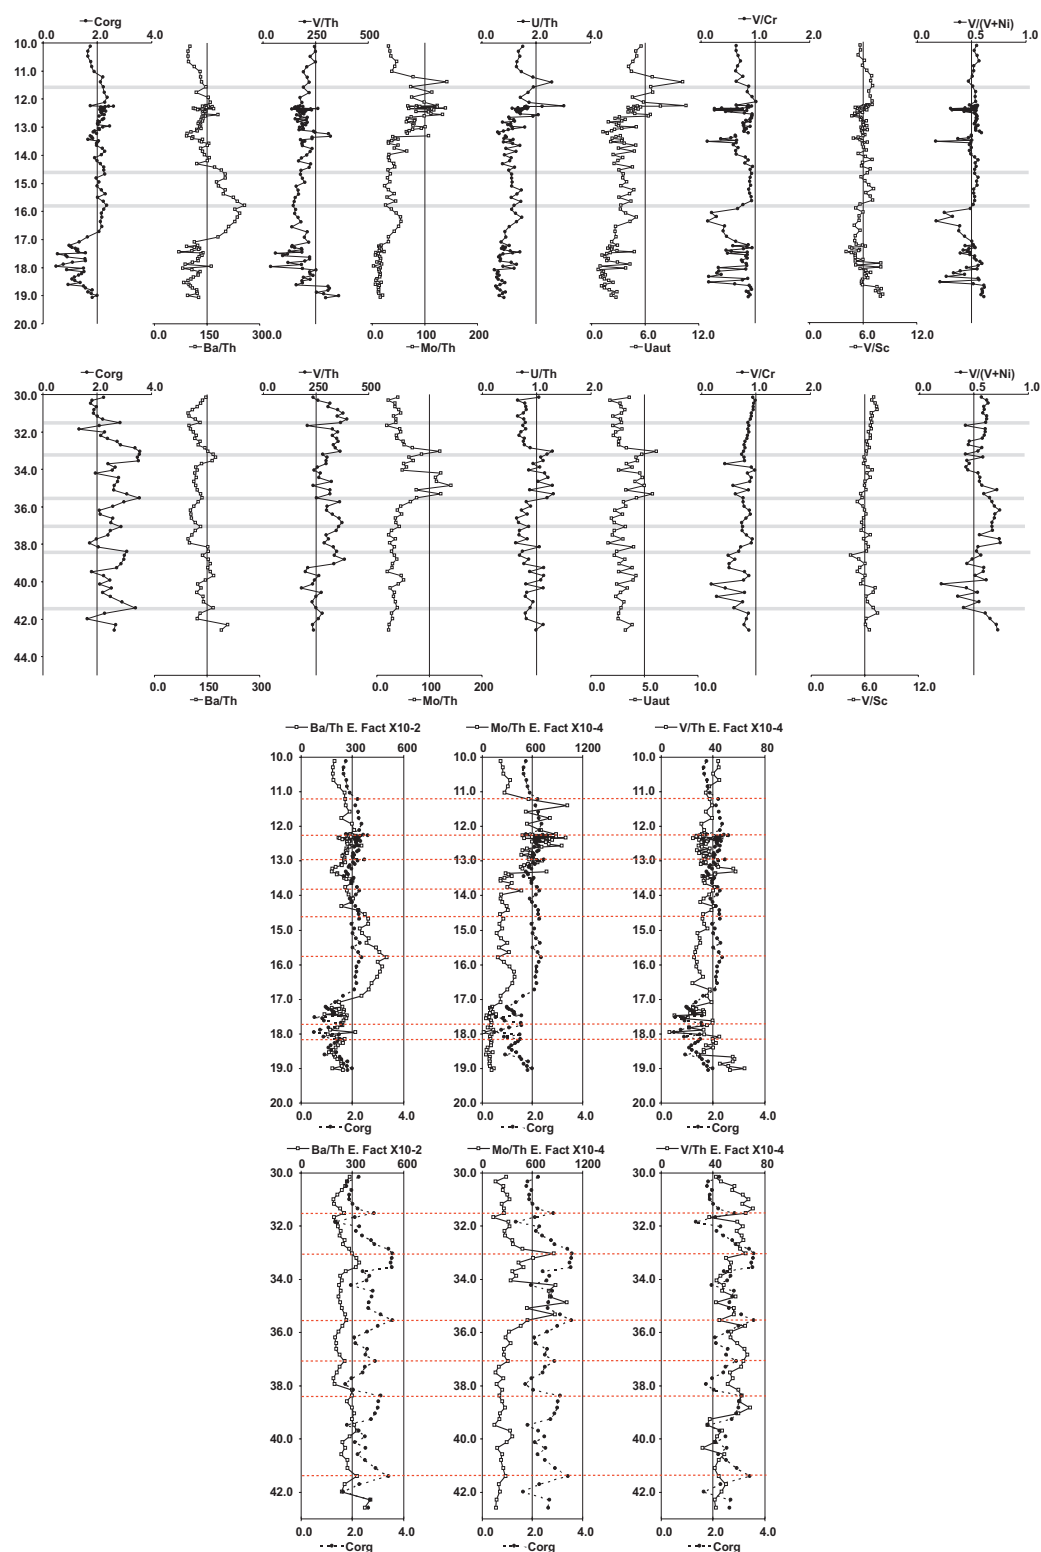 Corg V/Th U/Th V/Cr V/(V+Ni)
0.0 2.0 4.0 0.0 250 500 0.0 2.0 4.0 0.0 1.0 2.0 0.0 0.5 1.0
10.0
11.0
12.0
13.0
14.0
15.0
16.0
17.0
18.0
19.0
20.0
0.0 150 300 0.0 100 200 0.0 6.0 12.0 0.0 6.0 12.0
Ba/Th Mo/Th Uaut V/Sc
Corg V/Th U/Th V/Cr V/(V+Ni)
0.0 2.0 4.0 0.0 250 500 0.0 1.0 2.0 0.0 1.0 2.0 0.0 0.5 1.0
30.0
32.0
34.0
36.0
38.0
40.0
42.0
44.0
0.0 150 300 0.0 100 200 0.0 5.0 10.0 0.0 6.0 12.0
Ba/Th Mo/Th Uaut V/Sc
Ba/Th E. Fact X10-2 Mo/Th E. Fact X10-4 V/Th E. Fact X10-4
0 300 600 0 600 1200 0 40 80
10.0
11.0
12.0
13.0
14.0
15.0
16.0
17.0
18.0
19.0
20.0
0.0 2.0 4.0 0.0 2.0 4.0 0.0 2.0 4.0
Corg Corg Corg
Ba/Th E. Fact X10-2 Mo/Th E. Fact X10-4 V/Th E. Fact X10-4
0 300 600 0 600 1200 0 40 80
30.0
32.0
34.0
36.0
38.0
40.0
42.0
0.0 2.0 4.0 0.0 2.0 4.0 0.0 2.0 4.0
Corg Corg Corg